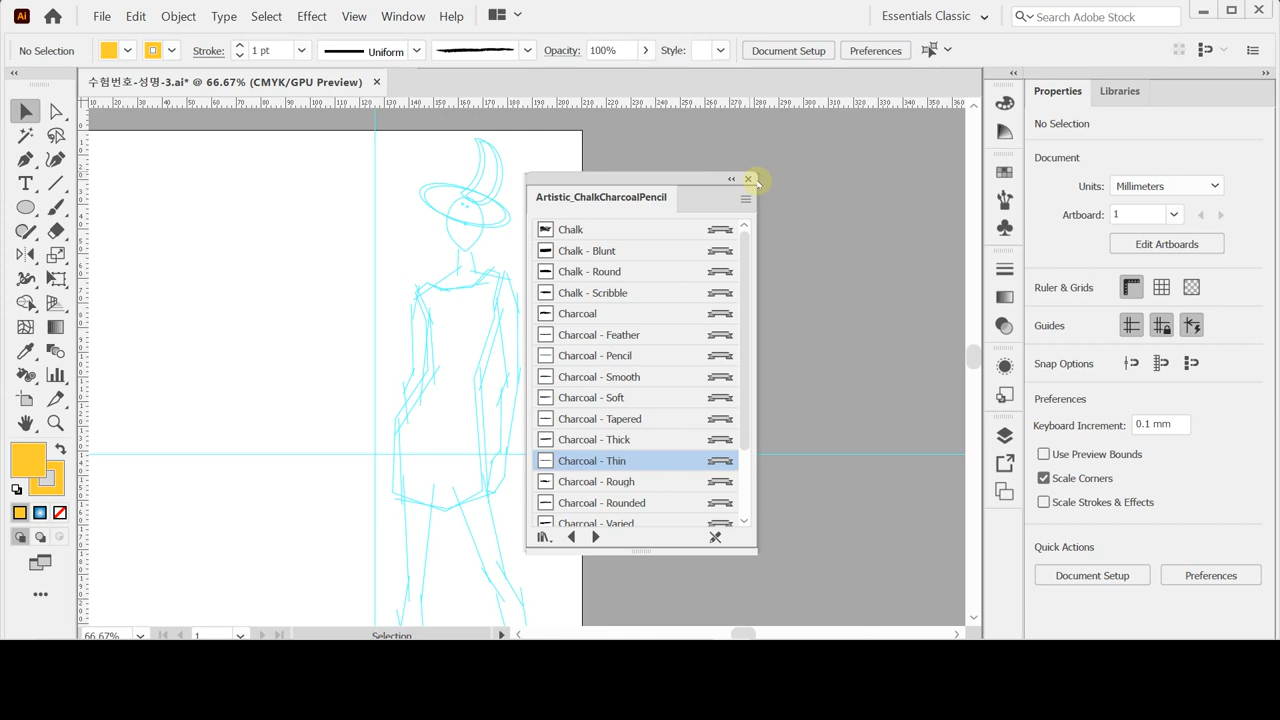 Ai File Edit Object Type Select Effect View Window Help Essentials Classic Search Adobe Stock
No Selection Stroke: 1 pt Uniform Opacity: 100% Style: Document Setup Preferences
수험번호-성명-3.ai* @ 66.67% (CMYK/GPU Preview)
Properties Libraries
No Selection
Document
Units: Millimeters
Artboard: 1
Edit Artboards
Ruler & Grids
Guides
Snap Options
Preferences
Keyboard Increment: 0.1 mm
Use Preview Bounds
Scale Corners
Scale Strokes & Effects
Quick Actions
Document Setup Preferences
Artistic_ChalkCharcoalPencil
Chalk
Chalk - Blunt
Chalk - Round
Chalk - Scribble
Charcoal
Charcoal - Feather
Charcoal - Pencil
Charcoal - Smooth
Charcoal - Soft
Charcoal - Tapered
Charcoal - Thick
Charcoal - Thin
Charcoal - Rough
Charcoal - Rounded
Charcoal - Varied
66.67% 1 Selection